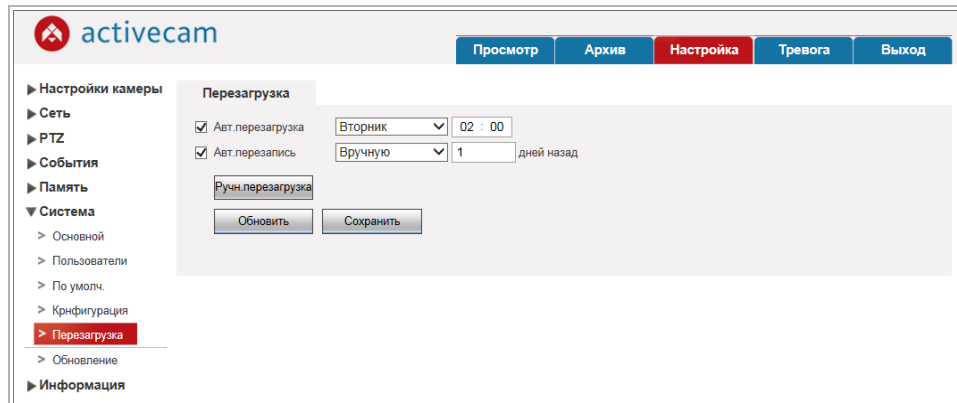 activecam
Просмотр Архив Настройка Тревога Выход
Настройки камеры
Сеть
PTZ
События
Память
Система
> Основной
> Пользователи
> По умолч.
> Крнфигурация
> Перезагрузка
> Обновление
Информация
Перезагрузка
Авт.перезагрузка Вторник 02 : 00
Авт.перезапись Вручную 1 дней назад
Ручн.перезагрузка
Обновить Сохранить